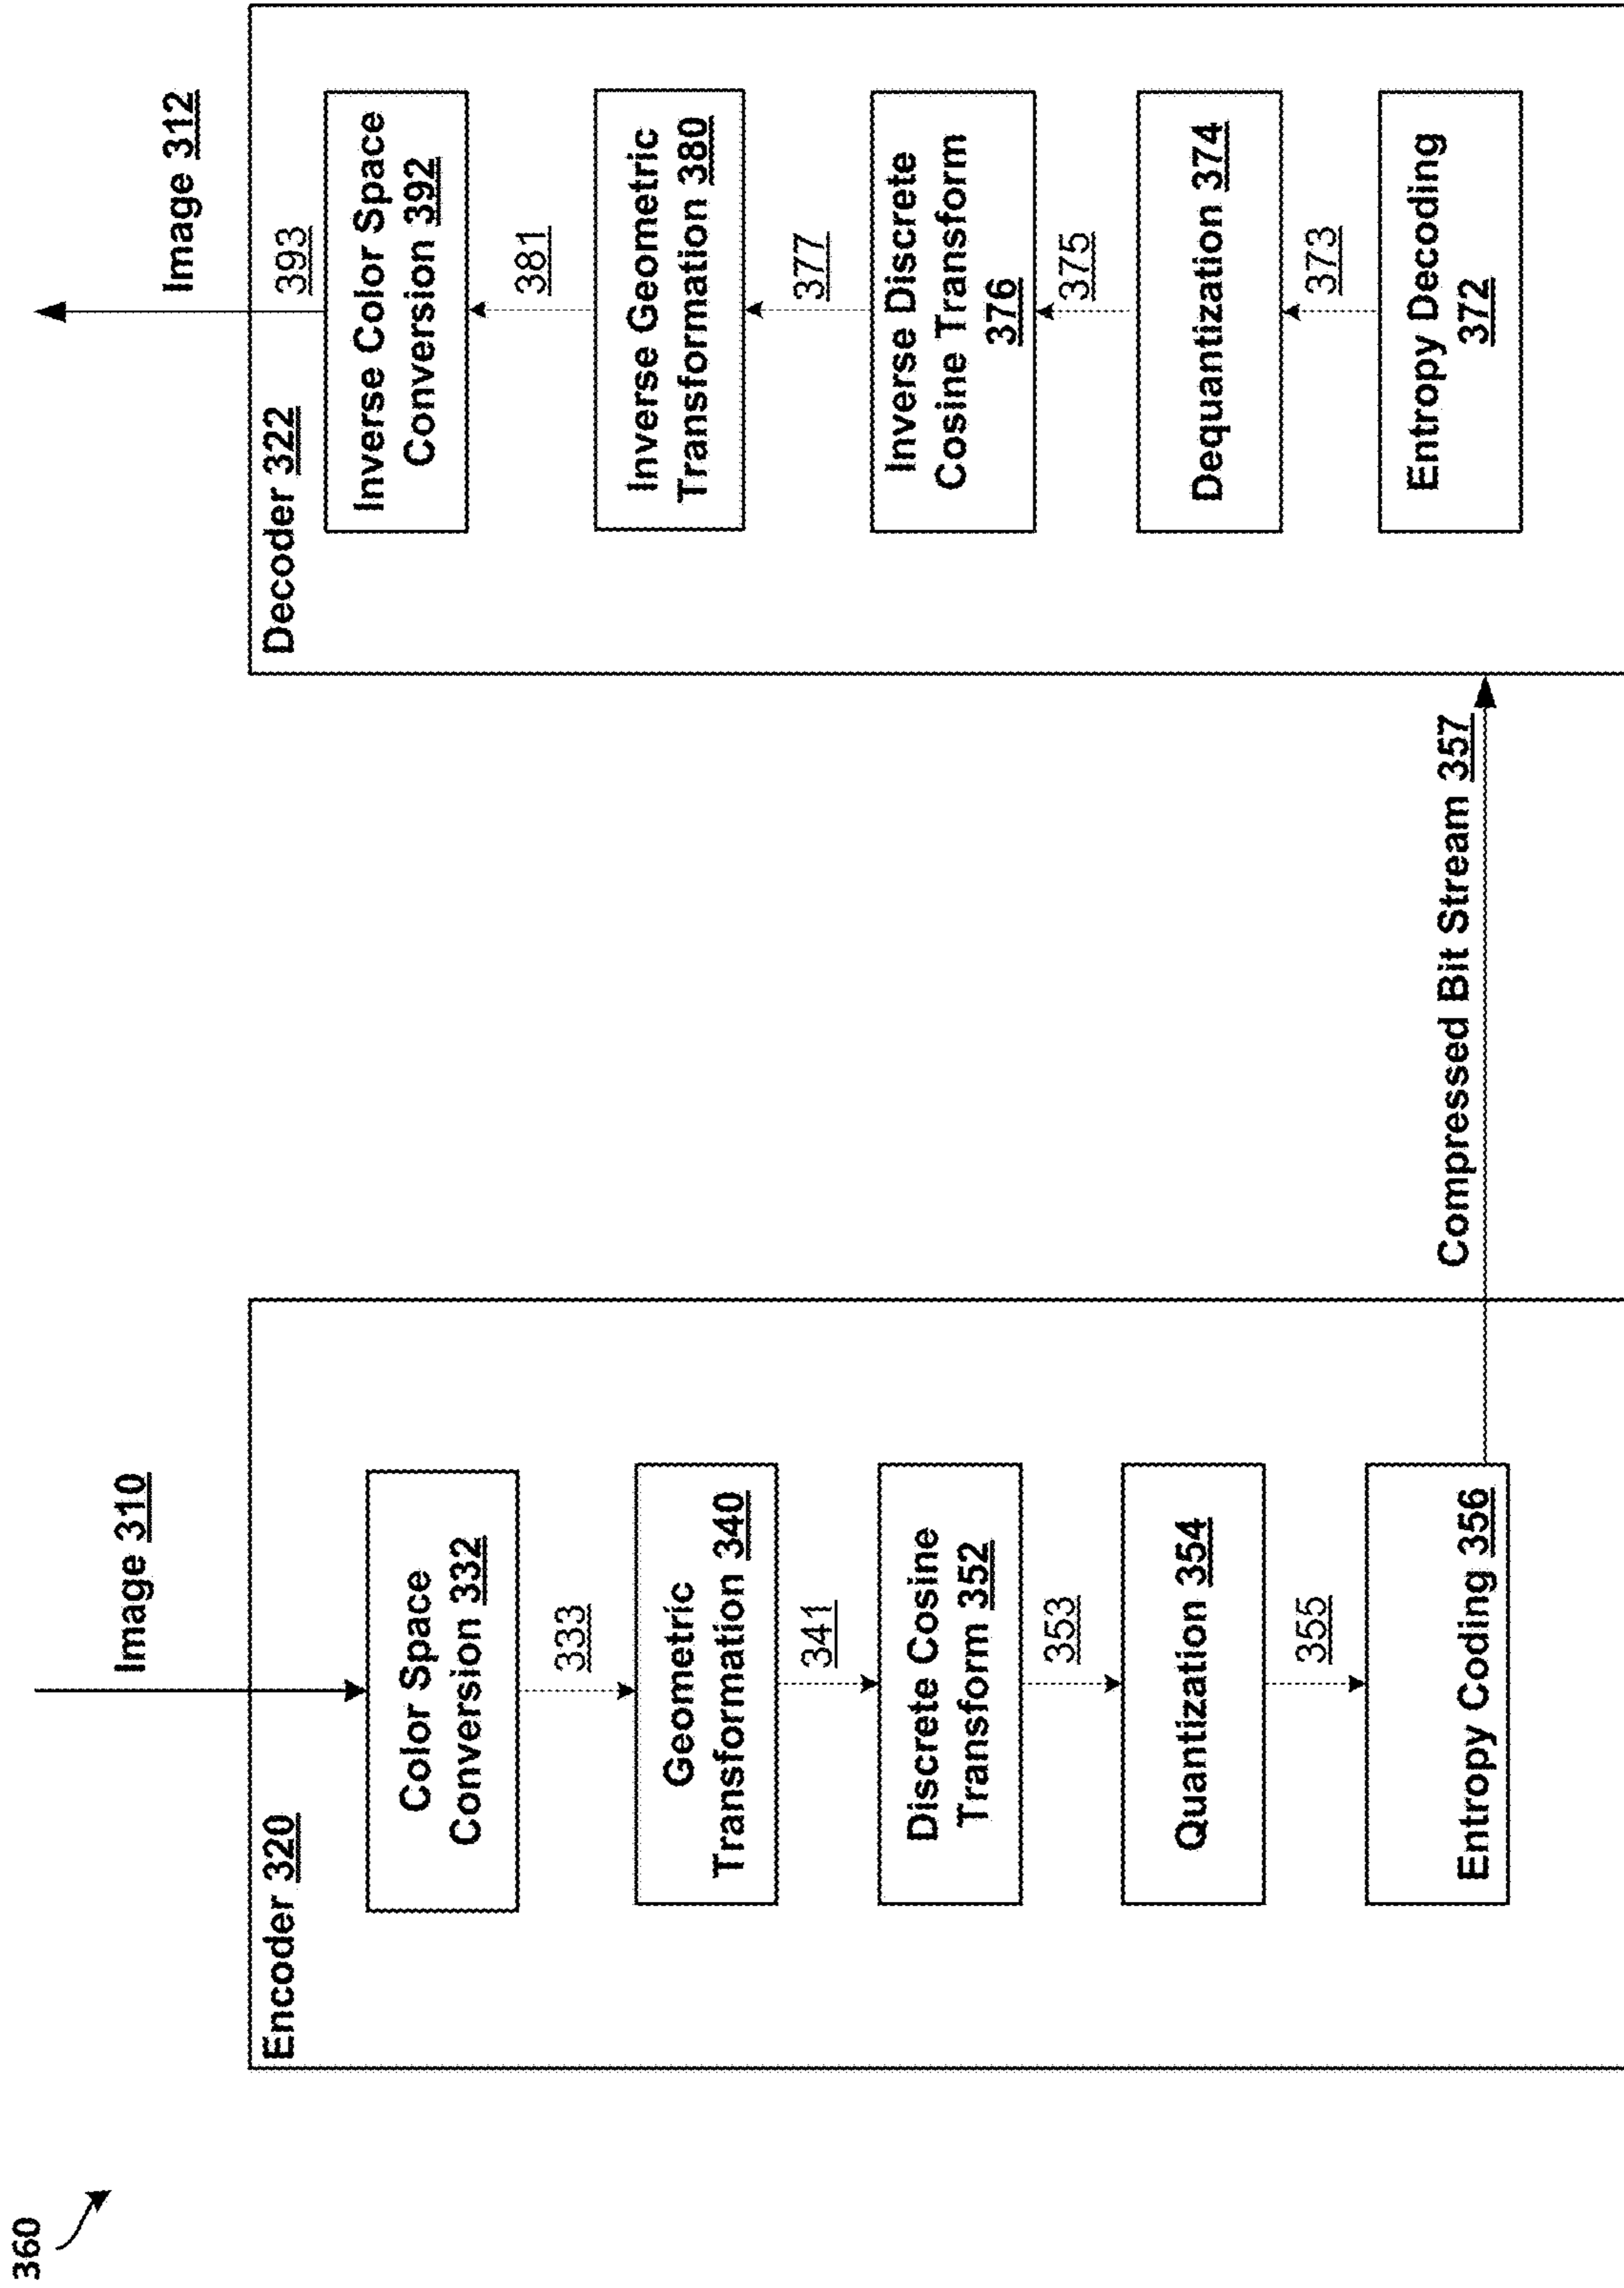 360
Image 310
Encoder 320
Color Space
Conversion 332
333
Geometric
Transformation 340
341
Discrete Cosine
Transform 352
353
Quantization 354
355
Entropy Coding 356
Compressed Bit Stream 357
Image 312
Decoder 322
393
Inverse Color Space
Conversion 392
381
Inverse Geometric
Transformation 380
377
Inverse Discrete
Cosine Transform
376
375
Dequantization 374
373
Entropy Decoding
372